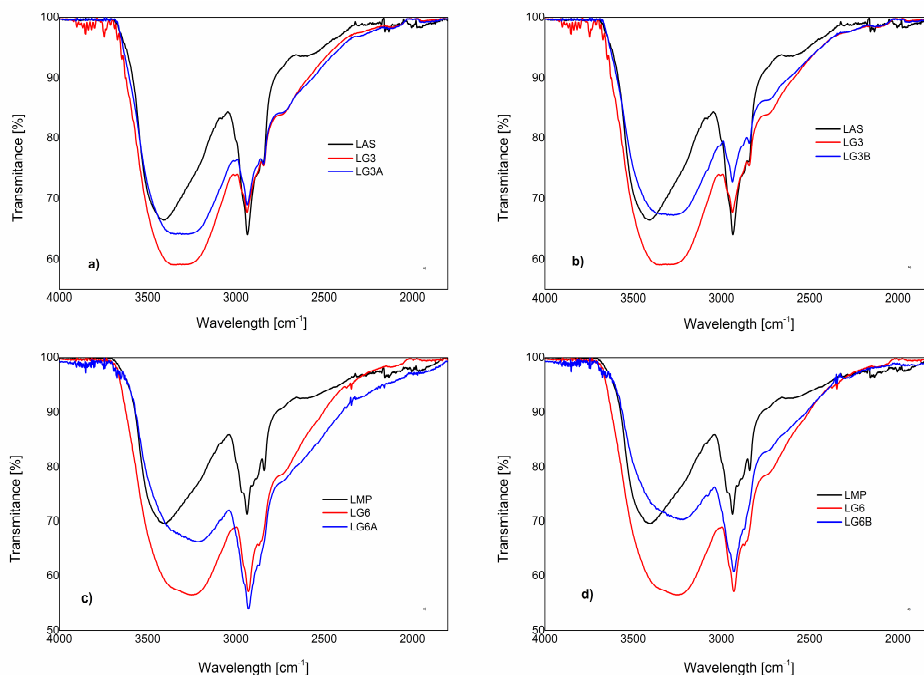 100
90
80
70
60
Transmitance [%]
LAS
LG3
LG3A
a)
4000 3500 3000 2500 2000
Wavelength [cm-1]
100
90
80
70
60
Transmitance [%]
LAS
LG3
LG3B
b)
4000 3500 3000 2500 2000
Wavelength [cm-1]
100
90
80
70
60
50
Transmitance [%]
LMP
LG6
LG6A
c)
4000 3500 3000 2500 2000
Wavelength [cm-1]
100
90
80
70
60
50
Transmitance [%]
LMP
LG6
LG6B
d)
4000 3500 3000 2500 2000
Wavelength [cm-1]